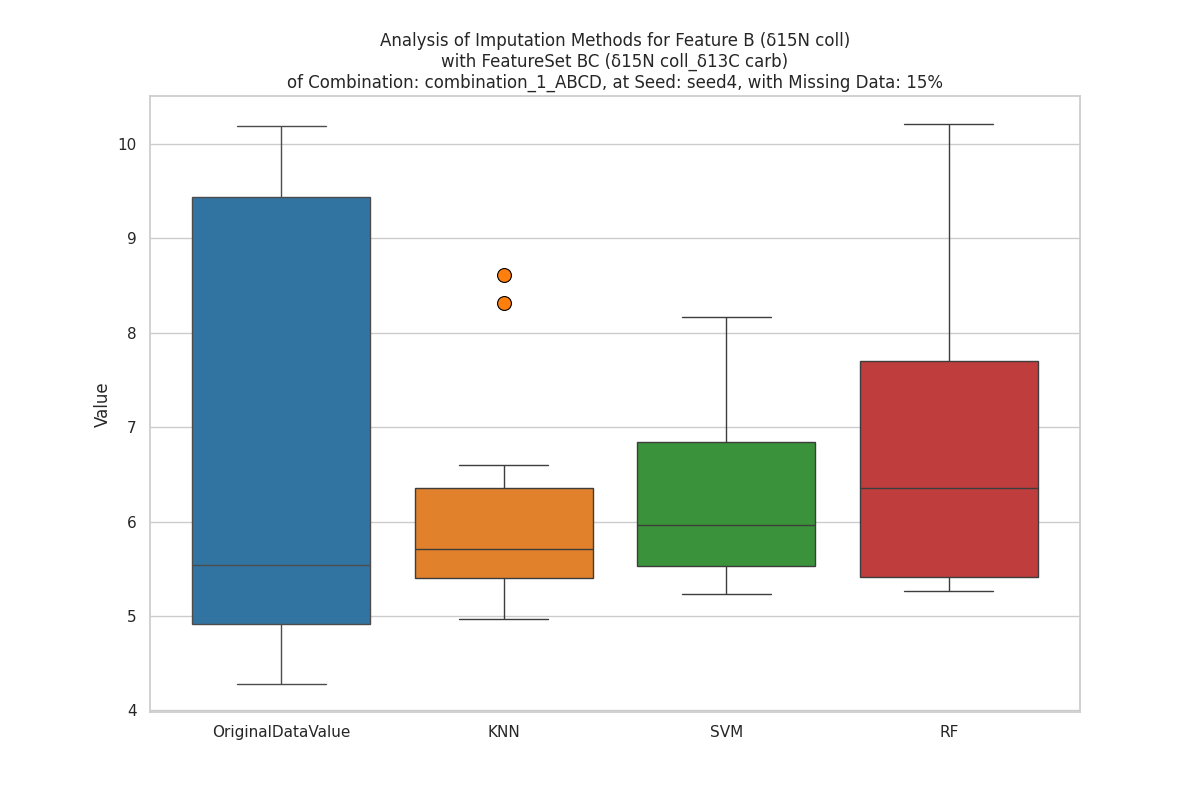 Analysis of Imputation Methods for Feature B (δ15N coll)
with FeatureSet BC (δ15N coll_δ13C carb)
of Combination: combination_1_ABCD, at Seed: seed4, with Missing Data: 15%
10
9
8
7
6
5
4
Value
OriginalDataValue KNN SVM RF